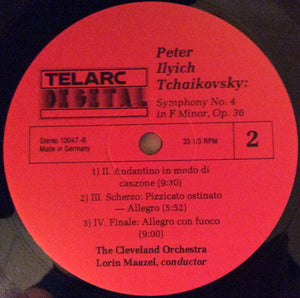 Peter
Ilyich
Tchaikovsky:
TELARC
DIGITAL
Symphony No. 4
in F Minor, Op. 36
Stereo 10047-B
Made in Germany
33 1/3 RPM
2
1) II. Andantino in modo di
canzone (9:30)
2) III. Scherzo: Pizzicato ostinato
— Allegro (5:52)
3) IV. Finale: Allegro con fuoco
(9:00)
The Cleveland Orchestra
Lorin Maazel, conductor